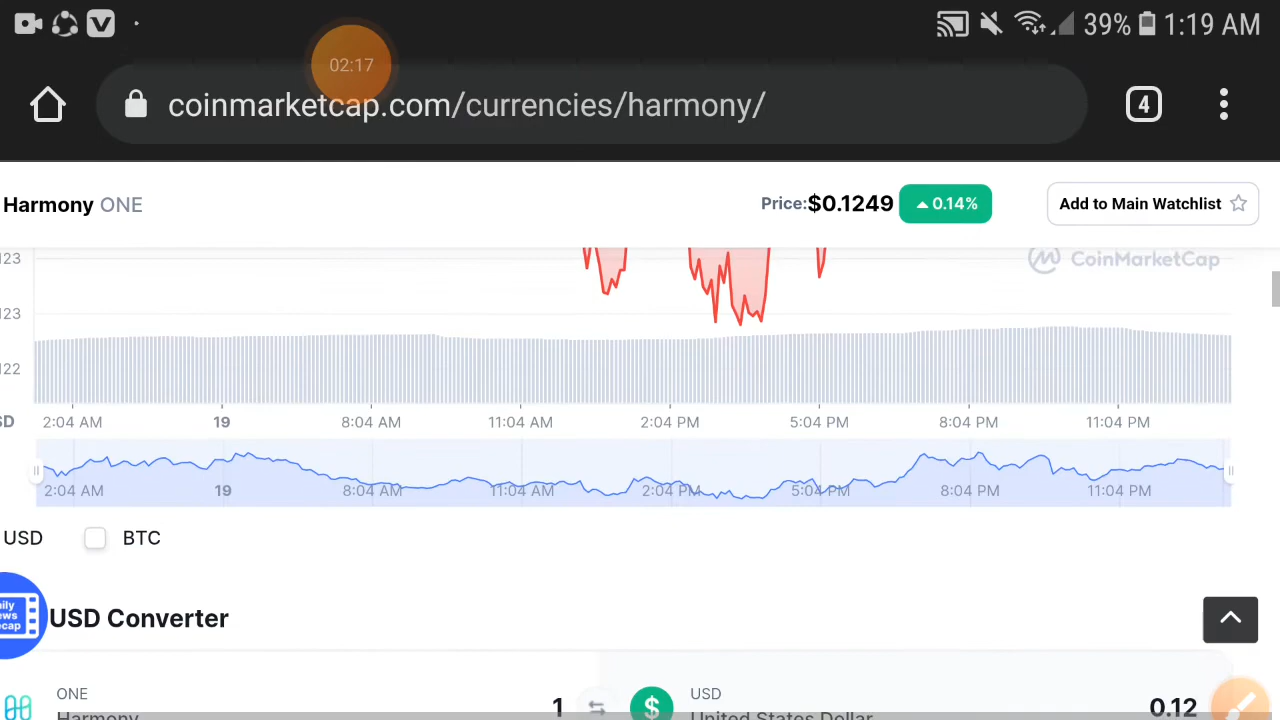 39% 1:19 AM
02:17
coinmarketcap.com/currencies/harmony/
4
Harmony ONE
Price:$0.1249 0.14%
Add to Main Watchlist
CoinMarketCap
2:04 AM 19 8:04 AM 11:04 AM 2:04 PM 5:04 PM 8:04 PM 11:04 PM
2:04 AM 19 8:04 AM 11:04 AM 2:04 PM 5:04 PM 8:04 PM 11:04 PM
USD BTC
USD Converter
ONE
Harmony
1
$
USD
United States Dollar
0.12